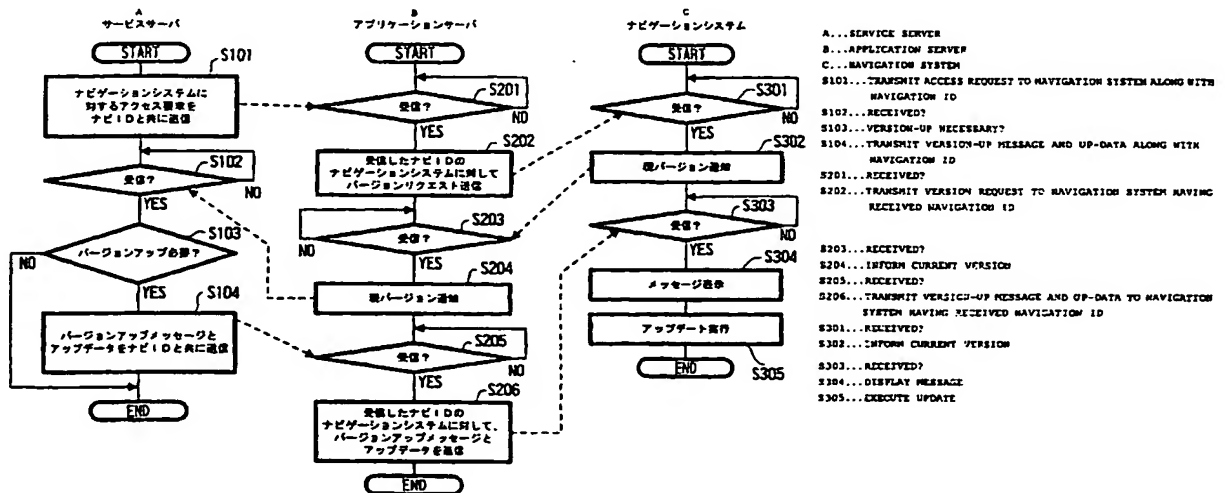 A
サービスサーバ
START
S101
ナビゲーションシステムに
対するアクセス要求を
ナビIDと共に送信
S102
受信?
NO
YES
S103
バージョンアップ必要?
NO
YES
S104
バージョンアップメッセージと
アップデータをナビIDと共に送信
END
B
アプリケーションサーバ
START
S201
受信?
NO
YES
S202
受信したナビIDの
ナビゲーションシステムに対して
バージョンリクエスト送信
S203
受信?
NO
YES
S204
現バージョン通知
S205
受信?
NO
YES
S206
受信したナビIDの
ナビゲーションシステムに対して、
バージョンアップメッセージと
アップデータを送信
END
C
ナビゲーションシステム
START
S301
受信?
NO
YES
S302
現バージョン通知
S303
受信?
NO
YES
S304
メッセージ表示
アップデート実行
S305
END
A...SERVICE SERVER
B...APPLICATION SERVER
C...NAVIGATION SYSTEM
S101...TRANSMIT ACCESS REQUEST TO NAVIGATION SYSTEM ALONG WITH
NAVIGATION ID
S102...RECEIVED?
S103...VERSION-UP NECESSARY?
S104...TRANSMIT VERSION-UP MESSAGE AND UP-DATA ALONG WITH
NAVIGATION ID
S201...RECEIVED?
S202...TRANSMIT VERSION REQUEST TO NAVIGATION SYSTEM HAVING
RECEIVED NAVIGATION ID
S203...RECEIVED?
S204...INFORM CURRENT VERSION
S205...RECEIVED?
S206...TRANSMIT VERSION-UP MESSAGE AND UP-DATA TO NAVIGATION
SYSTEM HAVING RECEIVED NAVIGATION ID
S301...RECEIVED?
S302...INFORM CURRENT VERSION
S303...RECEIVED?
S304...DISPLAY MESSAGE
S305...EXECUTE UPDATE